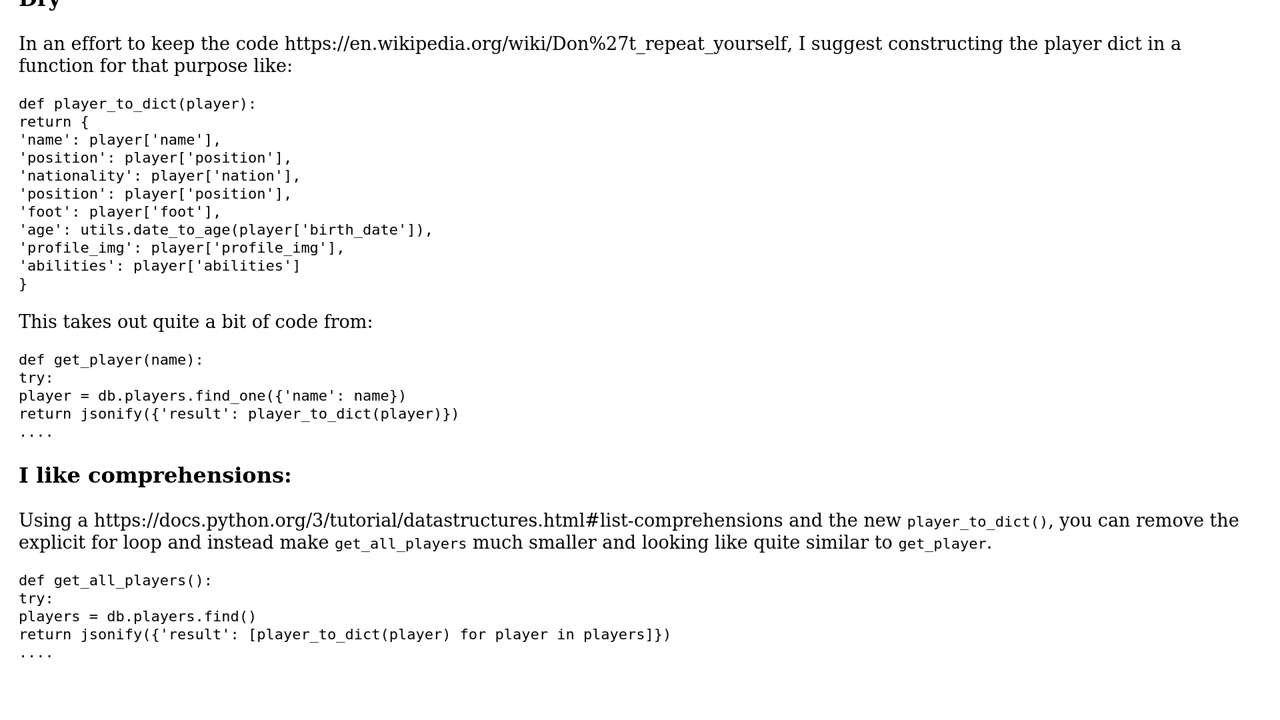 Dry
In an effort to keep the code https://en.wikipedia.org/wiki/Don%27t_repeat_yourself, I suggest constructing the player dict in a
function for that purpose like:
def player_to_dict(player):
return {
'name': player['name'],
'position': player['position'],
'nationality': player['nation'],
'position': player['position'],
'foot': player['foot'],
'age': utils.date_to_age(player['birth_date']),
'profile_img': player['profile_img'],
'abilities': player['abilities']
}
This takes out quite a bit of code from:
def get_player(name):
try:
player = db.players.find_one({'name': name})
return jsonify({'result': player_to_dict(player)})
....
I like comprehensions:
Using a https://docs.python.org/3/tutorial/datastructures.html#list-comprehensions and the new player_to_dict(), you can remove the
explicit for loop and instead make get_all_players much smaller and looking like quite similar to get_player.
def get_all_players():
try:
players = db.players.find()
return jsonify({'result': [player_to_dict(player) for player in players]})
....